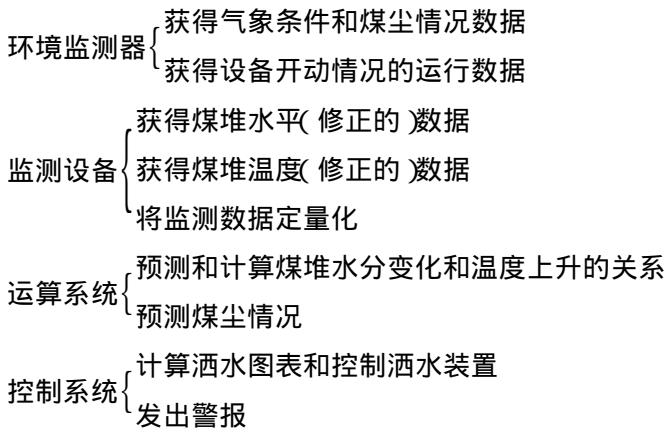 环境监测器{获得气象条件和煤尘情况数据
获得设备开动情况的运行数据
监测设备{获得煤堆水平(修正的)数据
获得煤堆温度(修正的)数据
将监测数据定量化
运算系统{预测和计算煤堆水分变化和温度上升的关系
预测煤尘情况
控制系统{计算洒水图表和控制洒水装置
发出警报